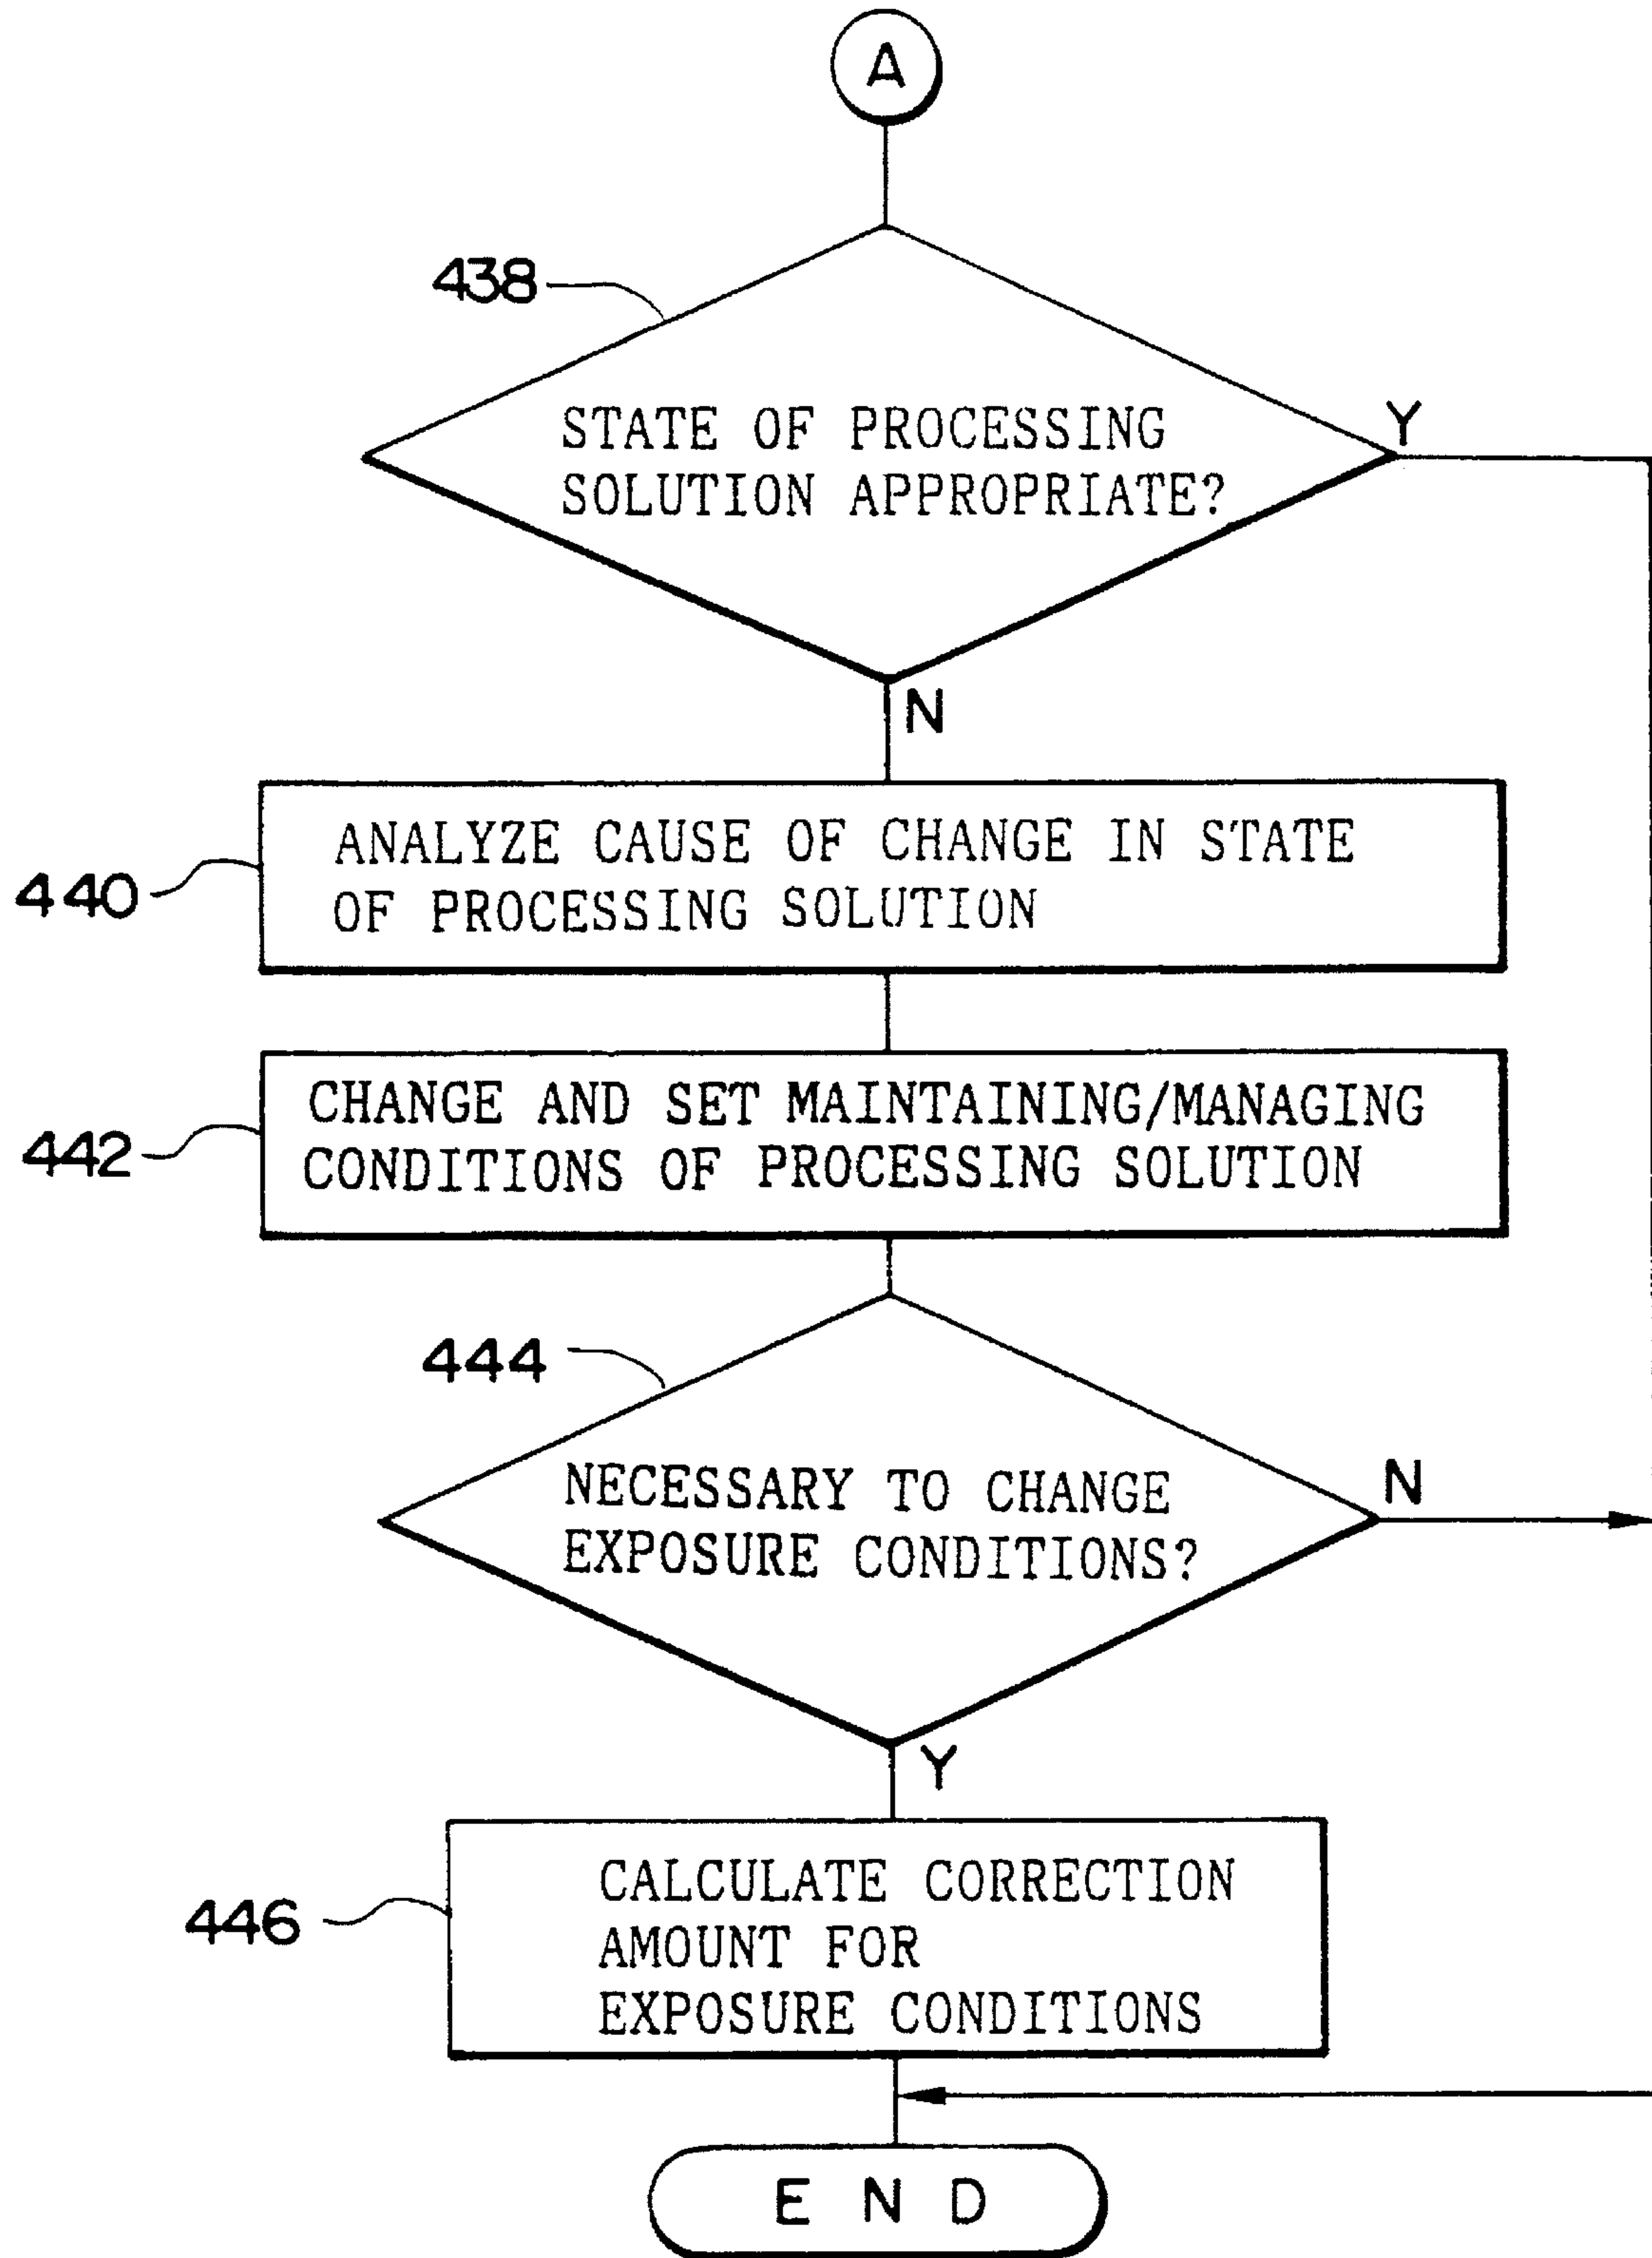 A
438
STATE OF PROCESSING
SOLUTION APPROPRIATE?
Y
N
440
ANALYZE CAUSE OF CHANGE IN STATE
OF PROCESSING SOLUTION
442
CHANGE AND SET MAINTAINING/MANAGING
CONDITIONS OF PROCESSING SOLUTION
444
NECESSARY TO CHANGE
EXPOSURE CONDITIONS?
N
Y
446
CALCULATE CORRECTION
AMOUNT FOR
EXPOSURE CONDITIONS
END